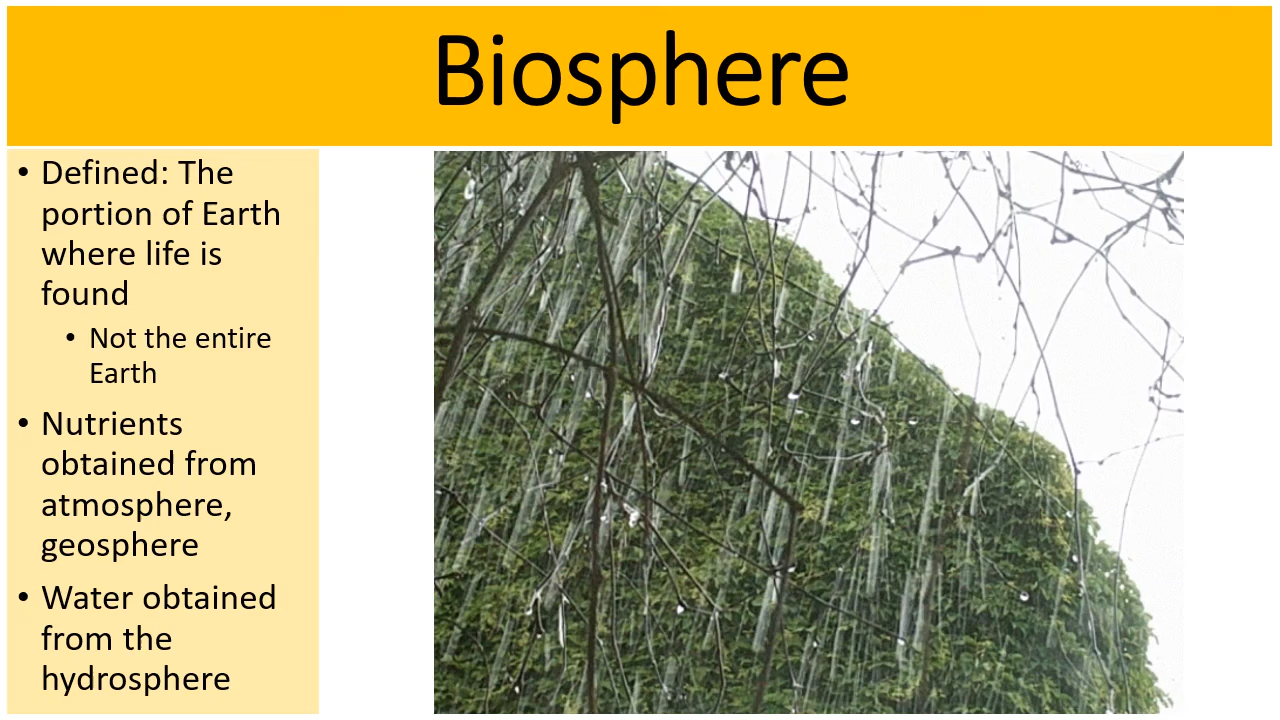 Biosphere
• Defined: The
portion of Earth
where life is
found
• Not the entire
Earth
• Nutrients
obtained from
atmosphere,
geosphere
• Water obtained
from the
hydrosphere